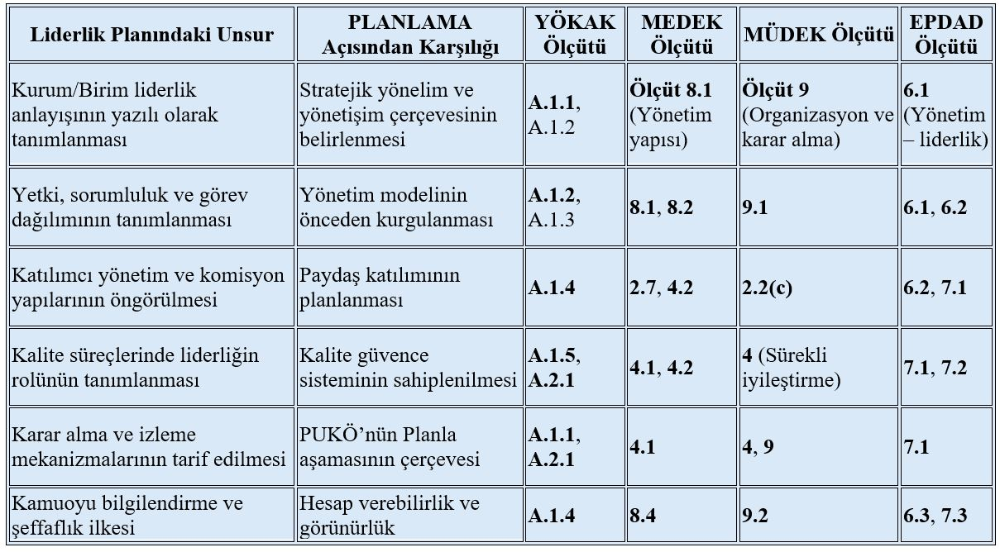 Liderlik Planındaki Unsur
PLANLAMA
Açısından Karşılığı
YÖKAK
Ölçütü
MEDEK
Ölçütü
MÜDEK Ölçütü
EPDAD
Ölçütü
Kurum/Birim liderlik
anlayışının yazılı olarak
tanımlanması
Stratejik yönelim ve
yönetişim çerçevesinin
belirlenmesi
A.1.1,
A.1.2
Ölçüt 8.1
(Yönetim
yapısı)
Ölçüt 9
(Organizasyon ve
karar alma)
6.1
(Yönetim
– liderlik)
Yetki, sorumluluk ve görev
dağılımının tanımlanması
Yönetim modelinin
önceden kurgulanması
A.1.2,
A.1.3
8.1, 8.2
9.1
6.1, 6.2
Katılımcı yönetim ve komisyon
yapılarının öngörülmesi
Paydaş katılımının
planlanması
A.1.4
2.7, 4.2
2.2(c)
6.2, 7.1
Kalite süreçlerinde liderliğin
rolünün tanımlanması
Kalite güvence
sisteminin sahiplenilmesi
A.1.5,
A.2.1
4.1, 4.2
4 (Sürekli
iyileştirme)
7.1, 7.2
Karar alma ve izleme
mekanizmalarının tarif edilmesi
PUKÖ’nün Planla
aşamasının çerçevesi
A.1.1,
A.2.1
4.1
4, 9
7.1
Kamuoyu bilgilendirme ve
şeffaflık ilkesi
Hesap verebilirlik ve
görünürlük
A.1.4
8.4
9.2
6.3, 7.3